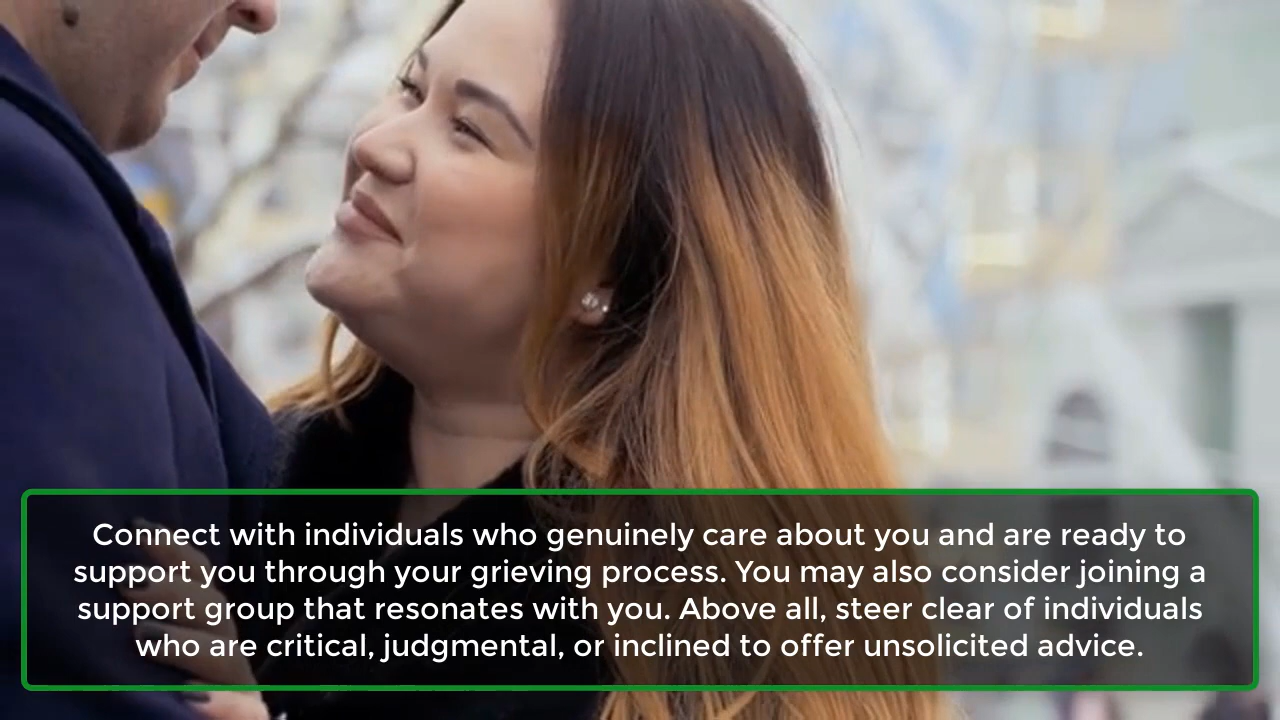 Connect with individuals who genuinely care about you and are ready to
support you through your grieving process. You may also consider joining a
support group that resonates with you. Above all, steer clear of individuals
who are critical, judgmental, or inclined to offer unsolicited advice.